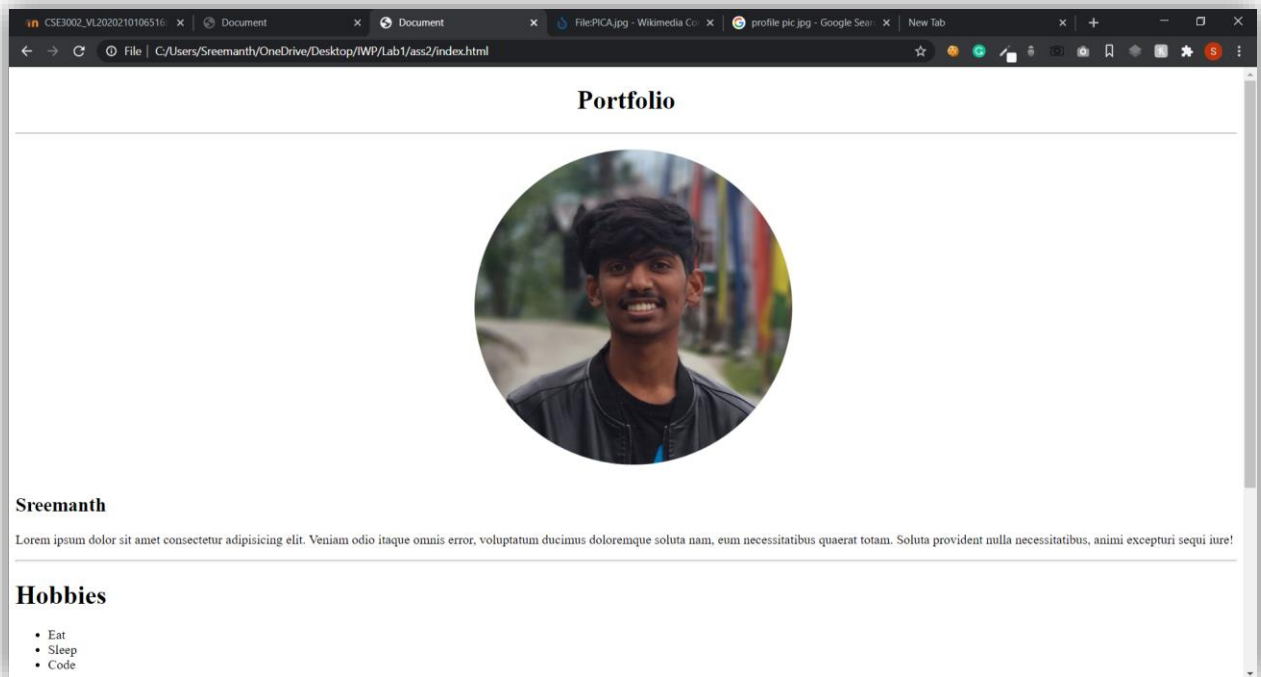 CSE3002_VL2020210106516
Document
Document
File:PICA.jpg - Wikimedia Co
profile pic jpg - Google Sear
New Tab
File
C:/Users/Sreemanth/OneDrive/Desktop/IWP/Lab1/ass2/index.html
S
Portfolio
Sreemanth
Lorem ipsum dolor sit amet consectetur adipisicing elit. Veniam odio itaque omnis error, voluptatum ducimus doloremque soluta nam, eum necessitatibus quaerat totam. Soluta provident nulla necessitatibus, animi excepturi sequi iure!
Hobbies
• Eat
• Sleep
• Code